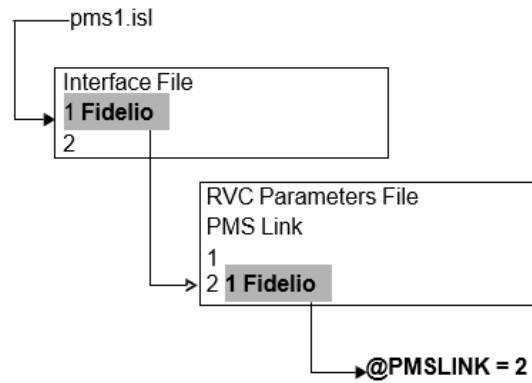 pms1.isl
Interface File
1 Fidelio
2
RVC Parameters File
PMS Link
1
2 1 Fidelio
@PMSLINK = 2